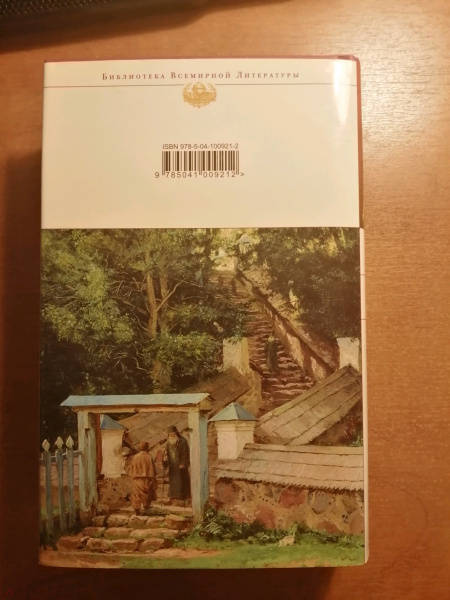 Библиотека Всемирной Литературы
ISBN 978-5-04-100921-2
9 785041 009212 >